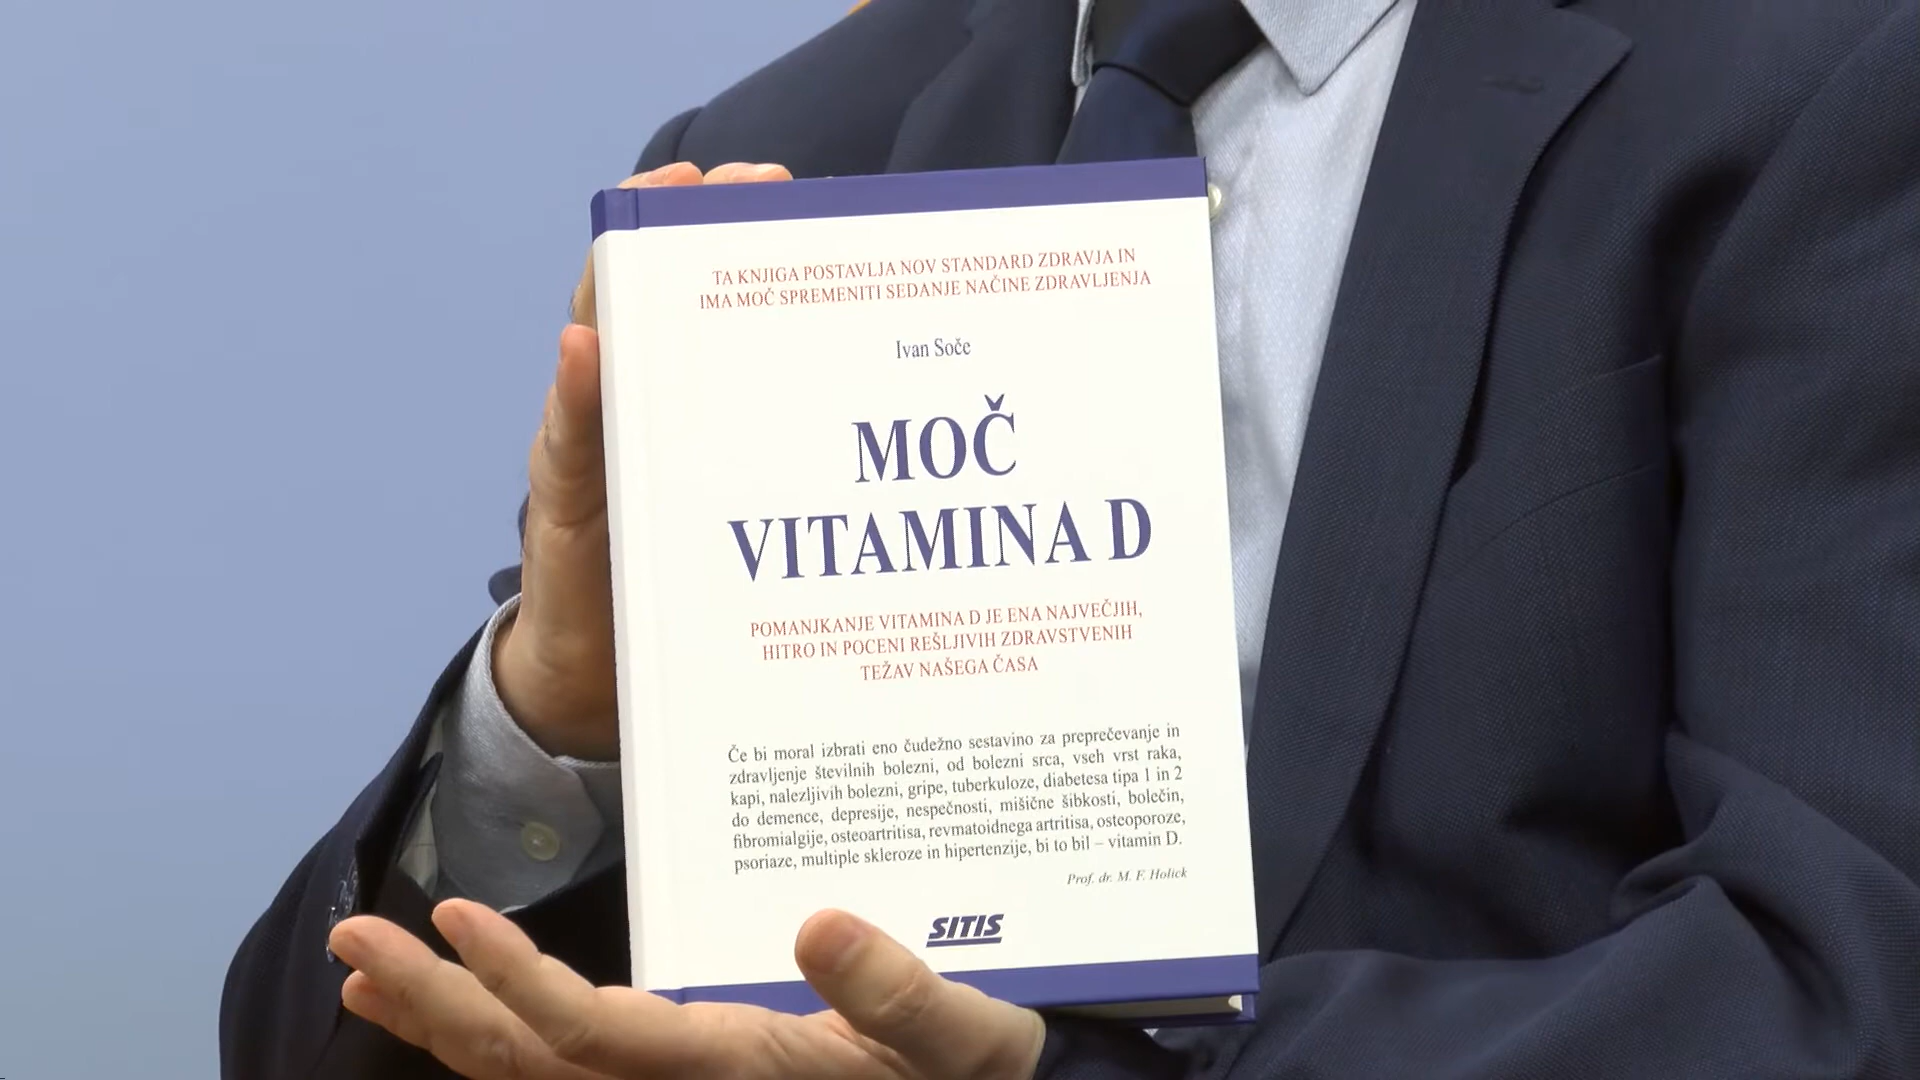 TA KNJIGA POSTAVLJA NOV STANDARD ZDRAVJA IN
IMA MOČ SPREMENITI SEDANJE NAČINE ZDRAVLJENJA
Ivan Soče
MOČ
VITAMINA D
POMANJKANJE VITAMINA D JE ENA NAJVEČJIH,
HITRO IN POCENI REŠLJIVIH ZDRAVSTVENIH
TEŽAV NAŠEGA ČASA
Če bi moral izbrati eno čudežno sestavino za preprečevanje in
zdravljenje številnih bolezni, od bolezni srca, vseh vrst raka,
kapi, nalezljivih bolezni, gripe, tuberkuloze, diabetesa tipa 1 in 2
do demence, depresije, nespečnosti, mišične šibkosti, bolečin,
fibromialgije, osteoartritisa, revmatoidnega artritisa, osteoporoze,
psoriaze, multiple skleroze in hipertenzije, bi to bil – vitamin D.
Prof. dr. M. F. Holick
SITIS